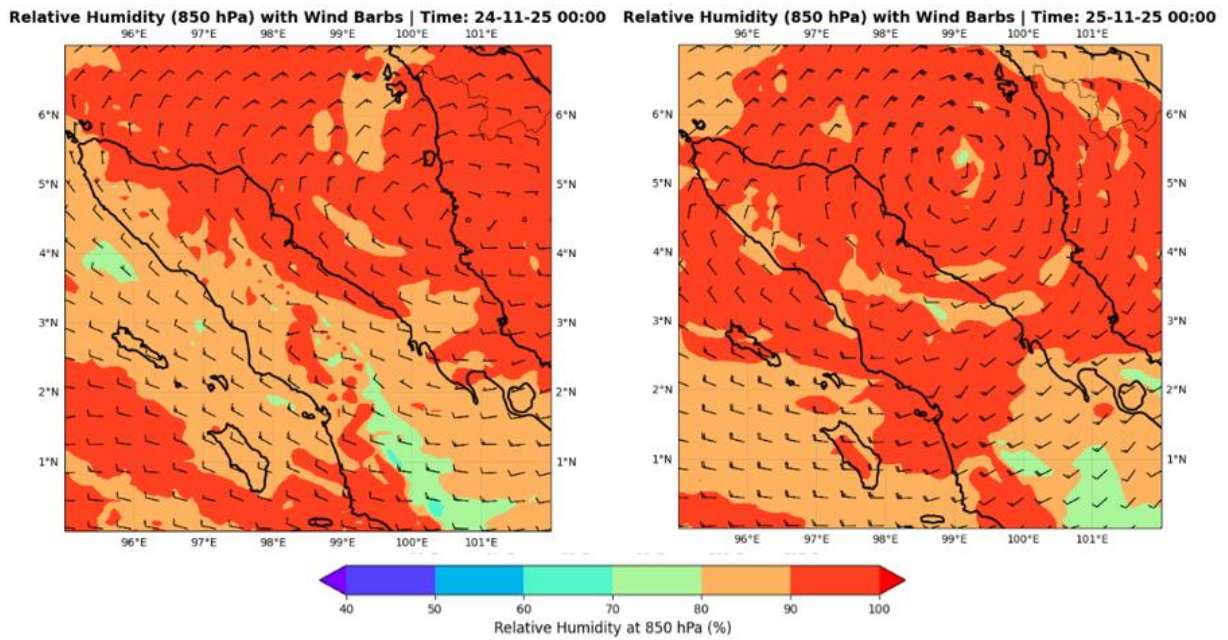 Relative Humidity (850 hPa) with Wind Barbs | Time: 24-11-25 00:00
96°E 97°E 98°E 99°E 100°E 101°E
6°N 6°N
5°N 5°N
4°N 4°N
3°N 3°N
2°N 2°N
1°N 1°N
96°E 97°E 98°E 99°E 100°E 101°E
Relative Humidity (850 hPa) with Wind Barbs | Time: 25-11-25 00:00
96°E 97°E 98°E 99°E 100°E 101°E
6°N 6°N
5°N 5°N
4°N 4°N
3°N 3°N
2°N 2°N
1°N 1°N
96°E 97°E 98°E 99°E 100°E 101°E
40 50 60 70 80 90 100
Relative Humidity at 850 hPa (%)